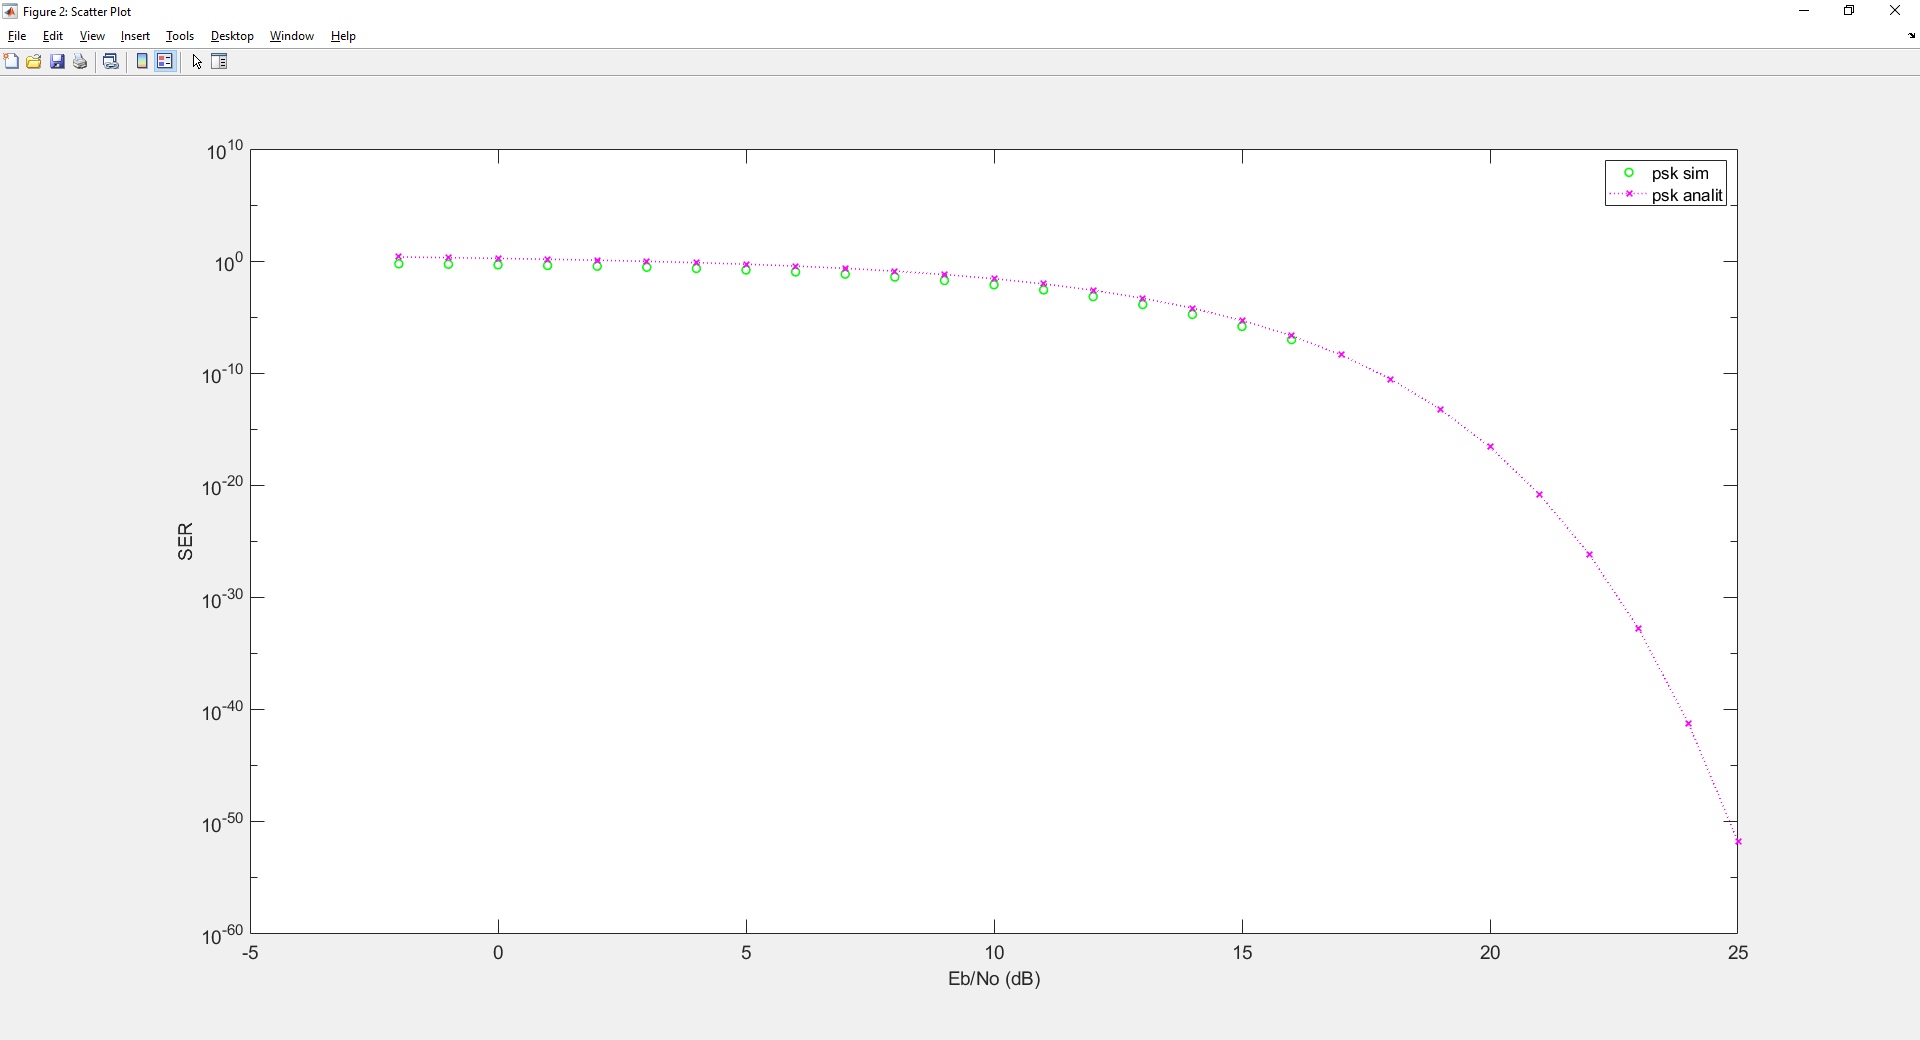 Figure 2: Scatter Plot
File Edit View Insert Tools Desktop Window Help
psk sim
psk analit
10^10
10^0
10^-10
10^-20
10^-30
10^-40
10^-50
10^-60
SER
-5 0 5 10 15 20 25
Eb/No (dB)